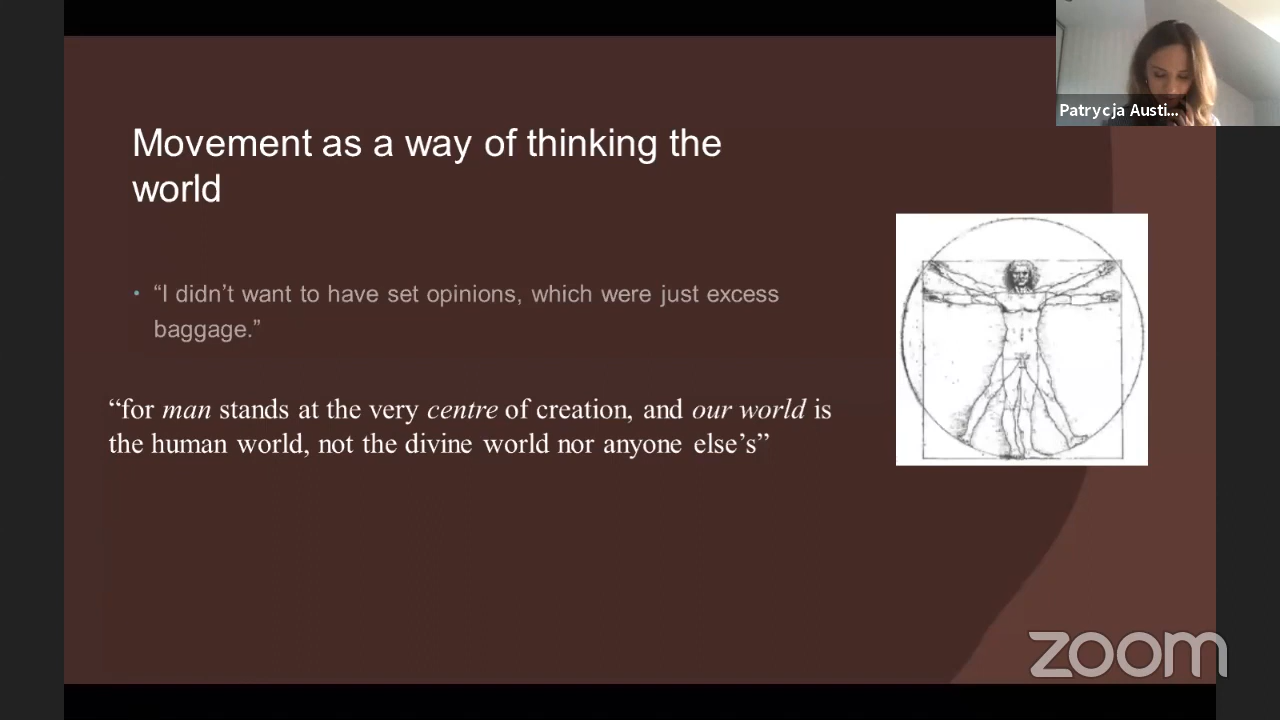 Patrycja Austi...
Movement as a way of thinking the
world
• “I didn’t want to have set opinions, which were just excess
baggage.”
“for man stands at the very centre of creation, and our world is
the human world, not the divine world nor anyone else’s”
zoom